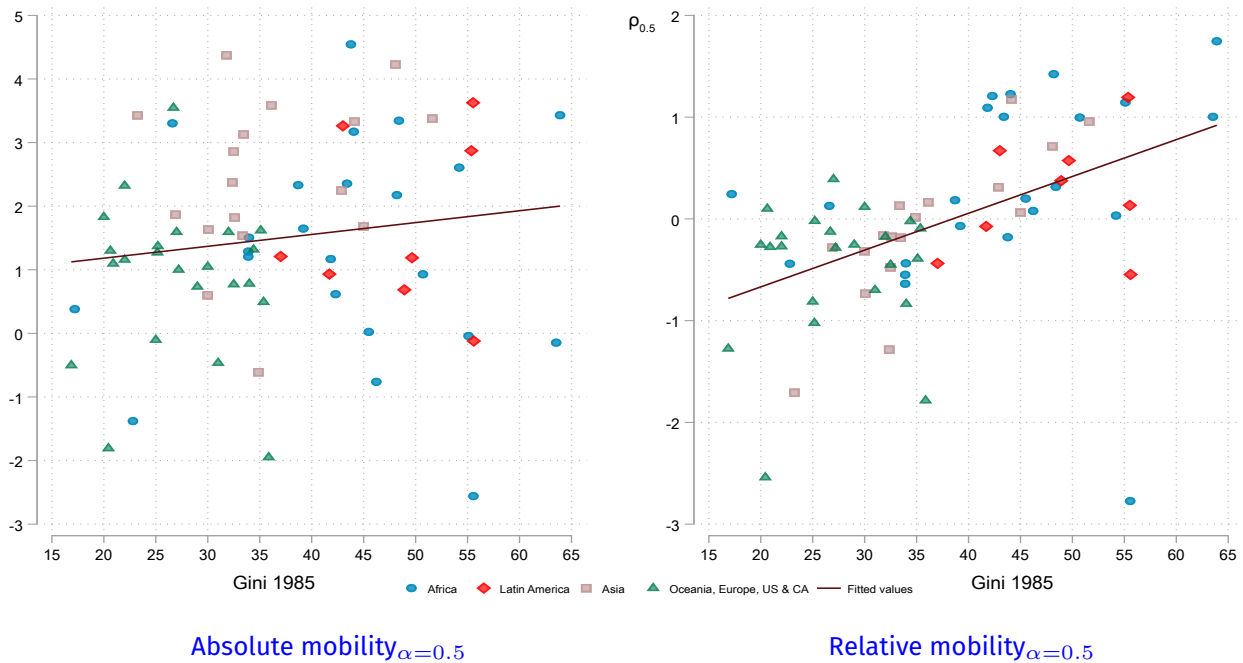 5
4
3
2
1
0
-1
-2
-3
15 20 25 30 35 40 45 50 55 60 65
Gini 1985
ρ0.5
2
1
0
-1
-2
-3
15 20 25 30 35 40 45 50 55 60 65
Gini 1985
Africa Latin America Asia Oceania, Europe, US & CA Fitted values
Absolute mobilityα=0.5
Relative mobilityα=0.5